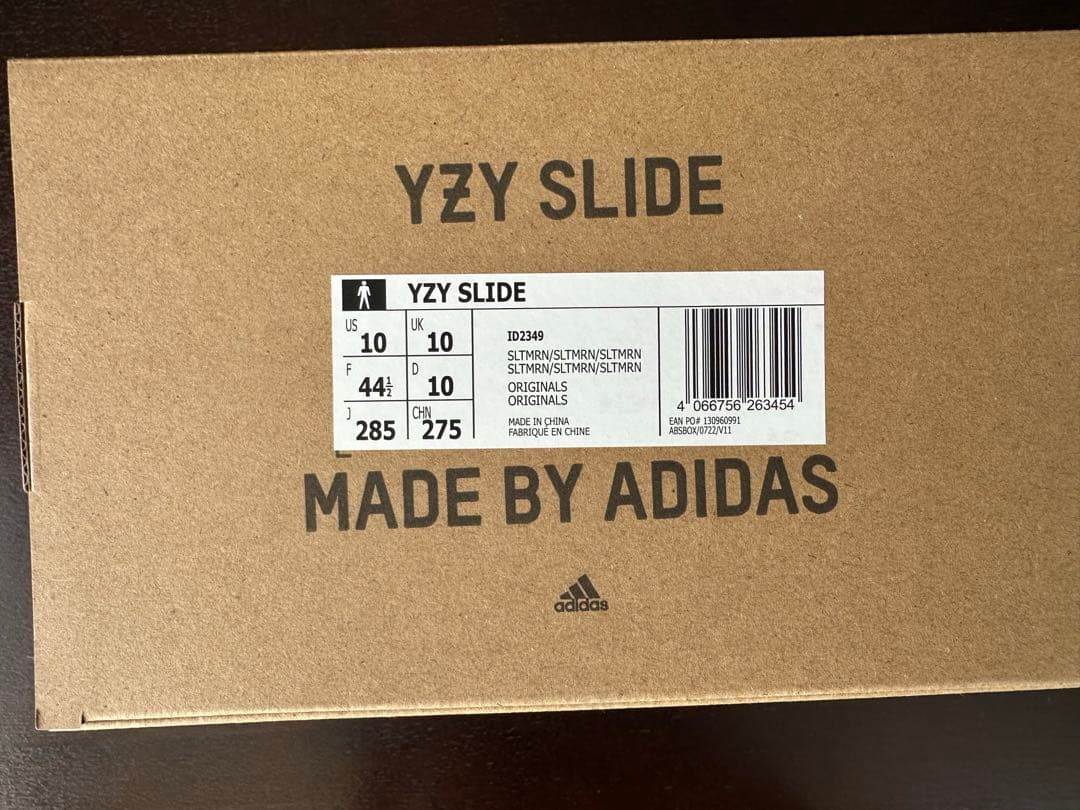 YZY SLIDE
YZY SLIDE
US 10 UK 10
F 44½ D 10
J 285 CHN 275
ID2349
SLTMRN/SLTMRN/SLTMRN
SLTMRN/SLTMRN/SLTMRN
ORIGINALS
ORIGINALS
MADE IN CHINA
FABRIQUÉ EN CHINE
4 066756 263454
EAN PO# 130960991
ABSBOX/0722/V11
MADE BY ADIDAS
adidas